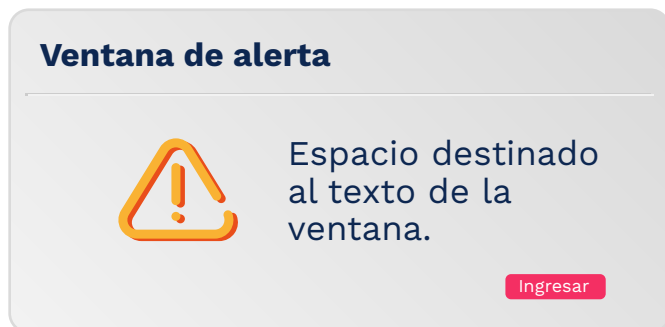 Ventana de alerta
Espacio destinado
al texto de la
ventana.
Ingresar